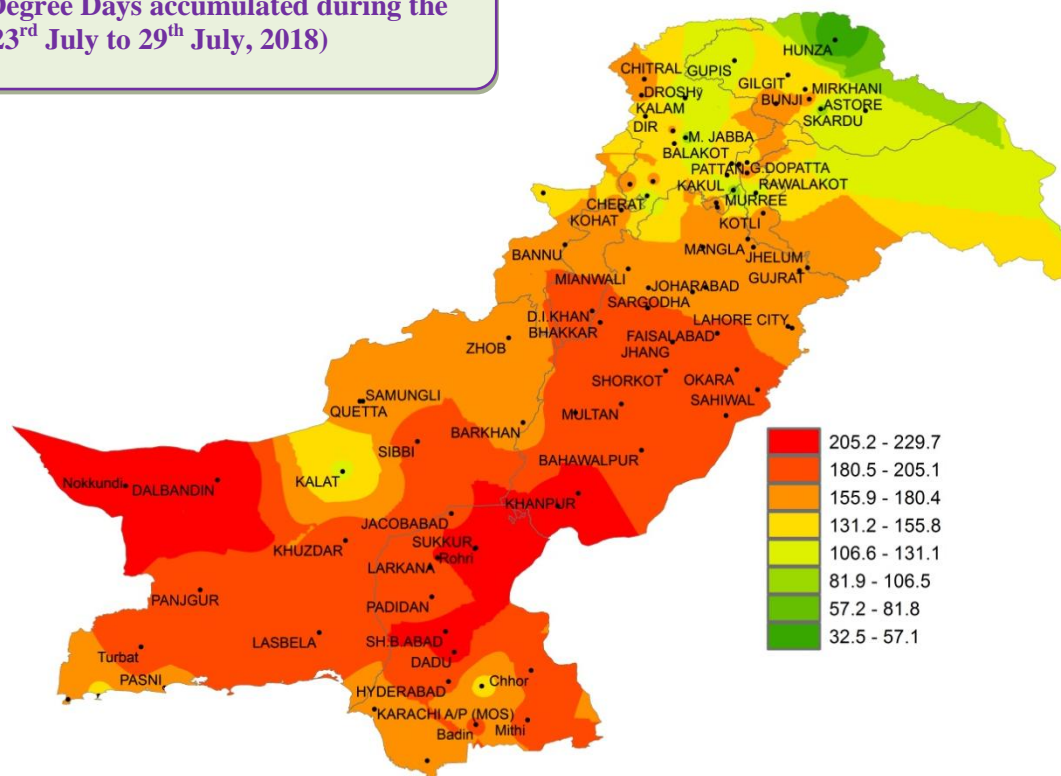 Degree Days accumulated during the
23rd July to 29th July, 2018)
HUNZA
CHITRAL
GUPIS
GILGIT
MIRKHANI
DROSHy
BUNJI
ASTORE
KALAM
SKARDU
DIR
M. JABBA
BALAKOT
PATTAN
G.DOPATTA
KAKUL
RAWALAKOT
CHERAT
MURREE
KOHAT
KOTLI
BANNU
MANGLA
JHELUM
MIANWALI
GUJRAT
JOHARABAD
SARGODHA
D.I.KHAN
LAHORE CITY
BHAKKAR
FAISALABAD
ZHOB
JHANG
SHORKOT
OKARA
SAMUNGLI
SAHIWAL
QUETTA
MULTAN
BARKHAN
SIBBI
BAHAWALPUR
Nokkundi
DALBANDIN
KALAT
KHANPUR
JACOBABAD
SUKKUR
KHUZDAR
Rohri
LARKANA
PANJGUR
PADIDAN
LASBELA
SH.B.ABAD
Turbat
DADU
PASNI
Chhor
HYDERABAD
KARACHI A/P (MOS)
Badin
Mithi
205.2 - 229.7
180.5 - 205.1
155.9 - 180.4
131.2 - 155.8
106.6 - 131.1
81.9 - 106.5
57.2 - 81.8
32.5 - 57.1